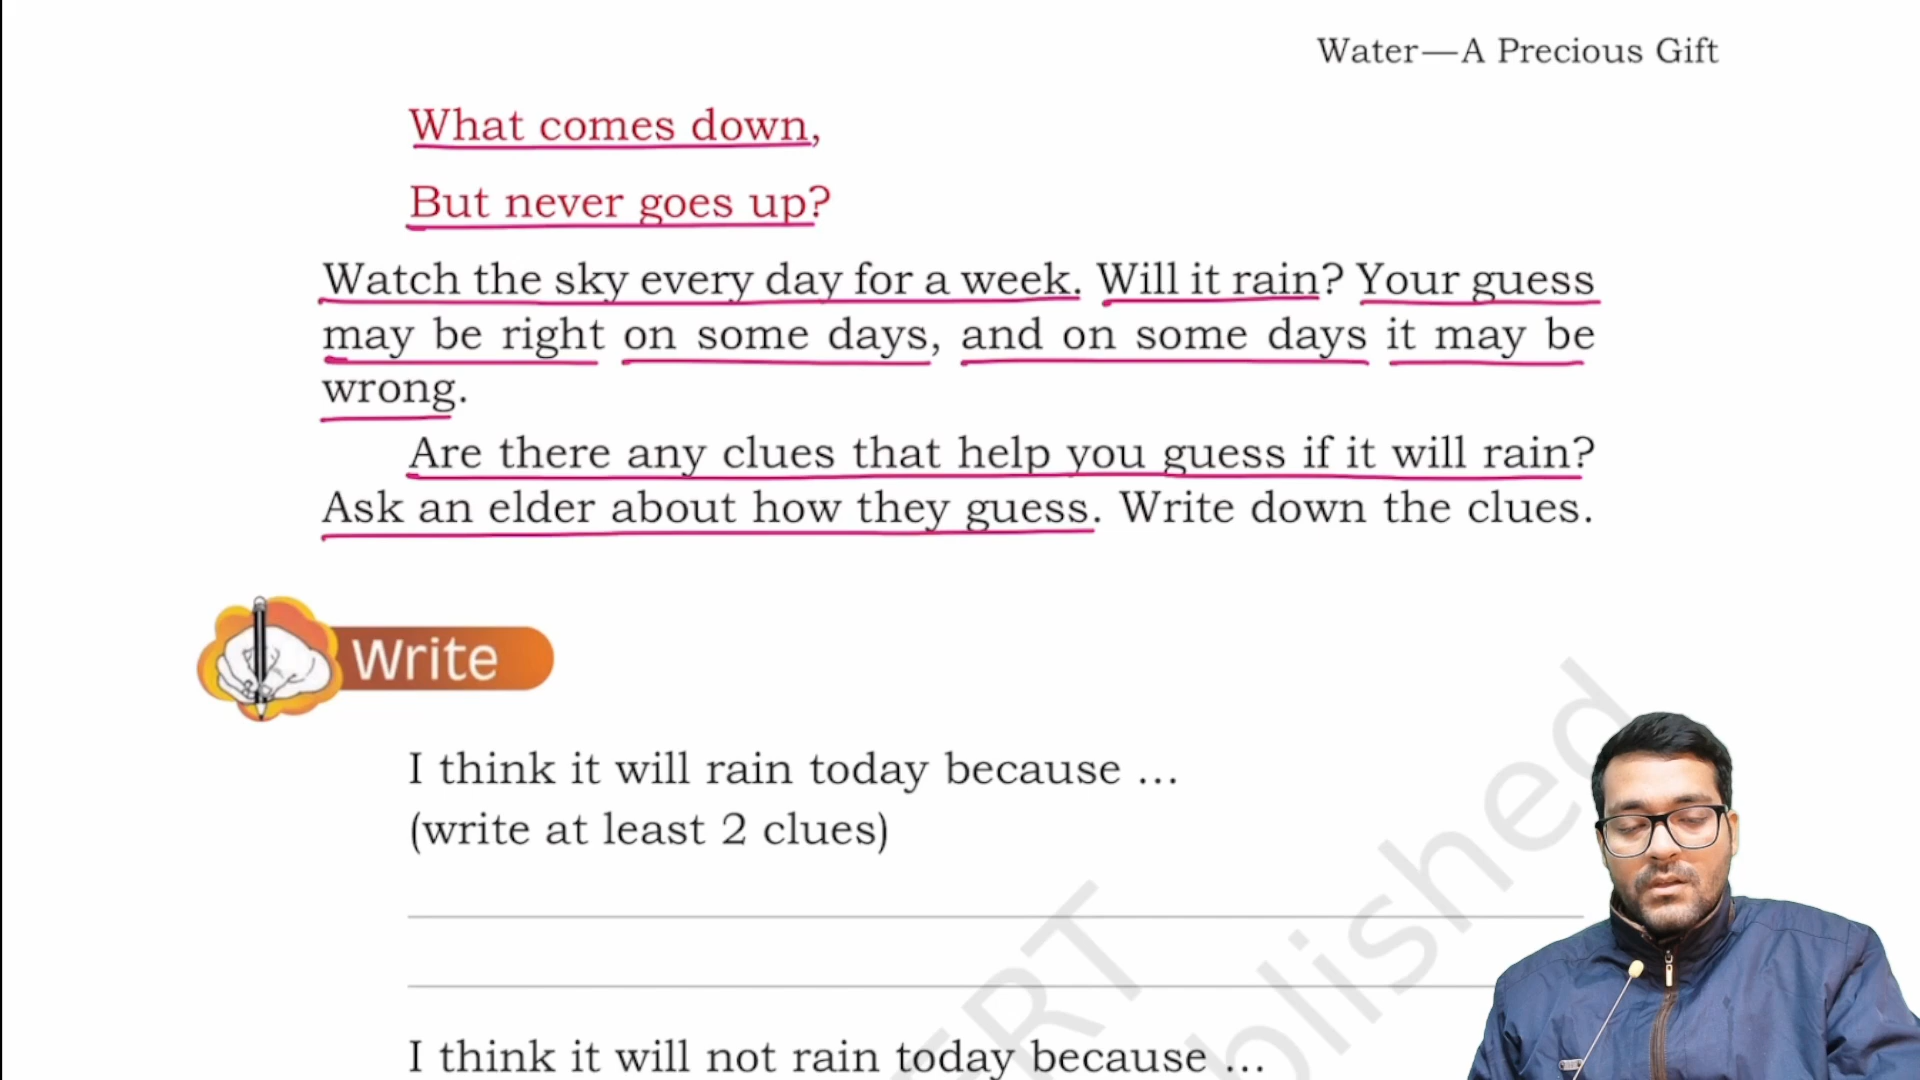 Water—A Precious Gift
What comes down,
But never goes up?
Watch the sky every day for a week. Will it rain? Your guess
may be right on some days, and on some days it may be
wrong.
Are there any clues that help you guess if it will rain?
Ask an elder about how they guess. Write down the clues.
Write
I think it will rain today because ...
(write at least 2 clues)
I think it will not rain today because ...